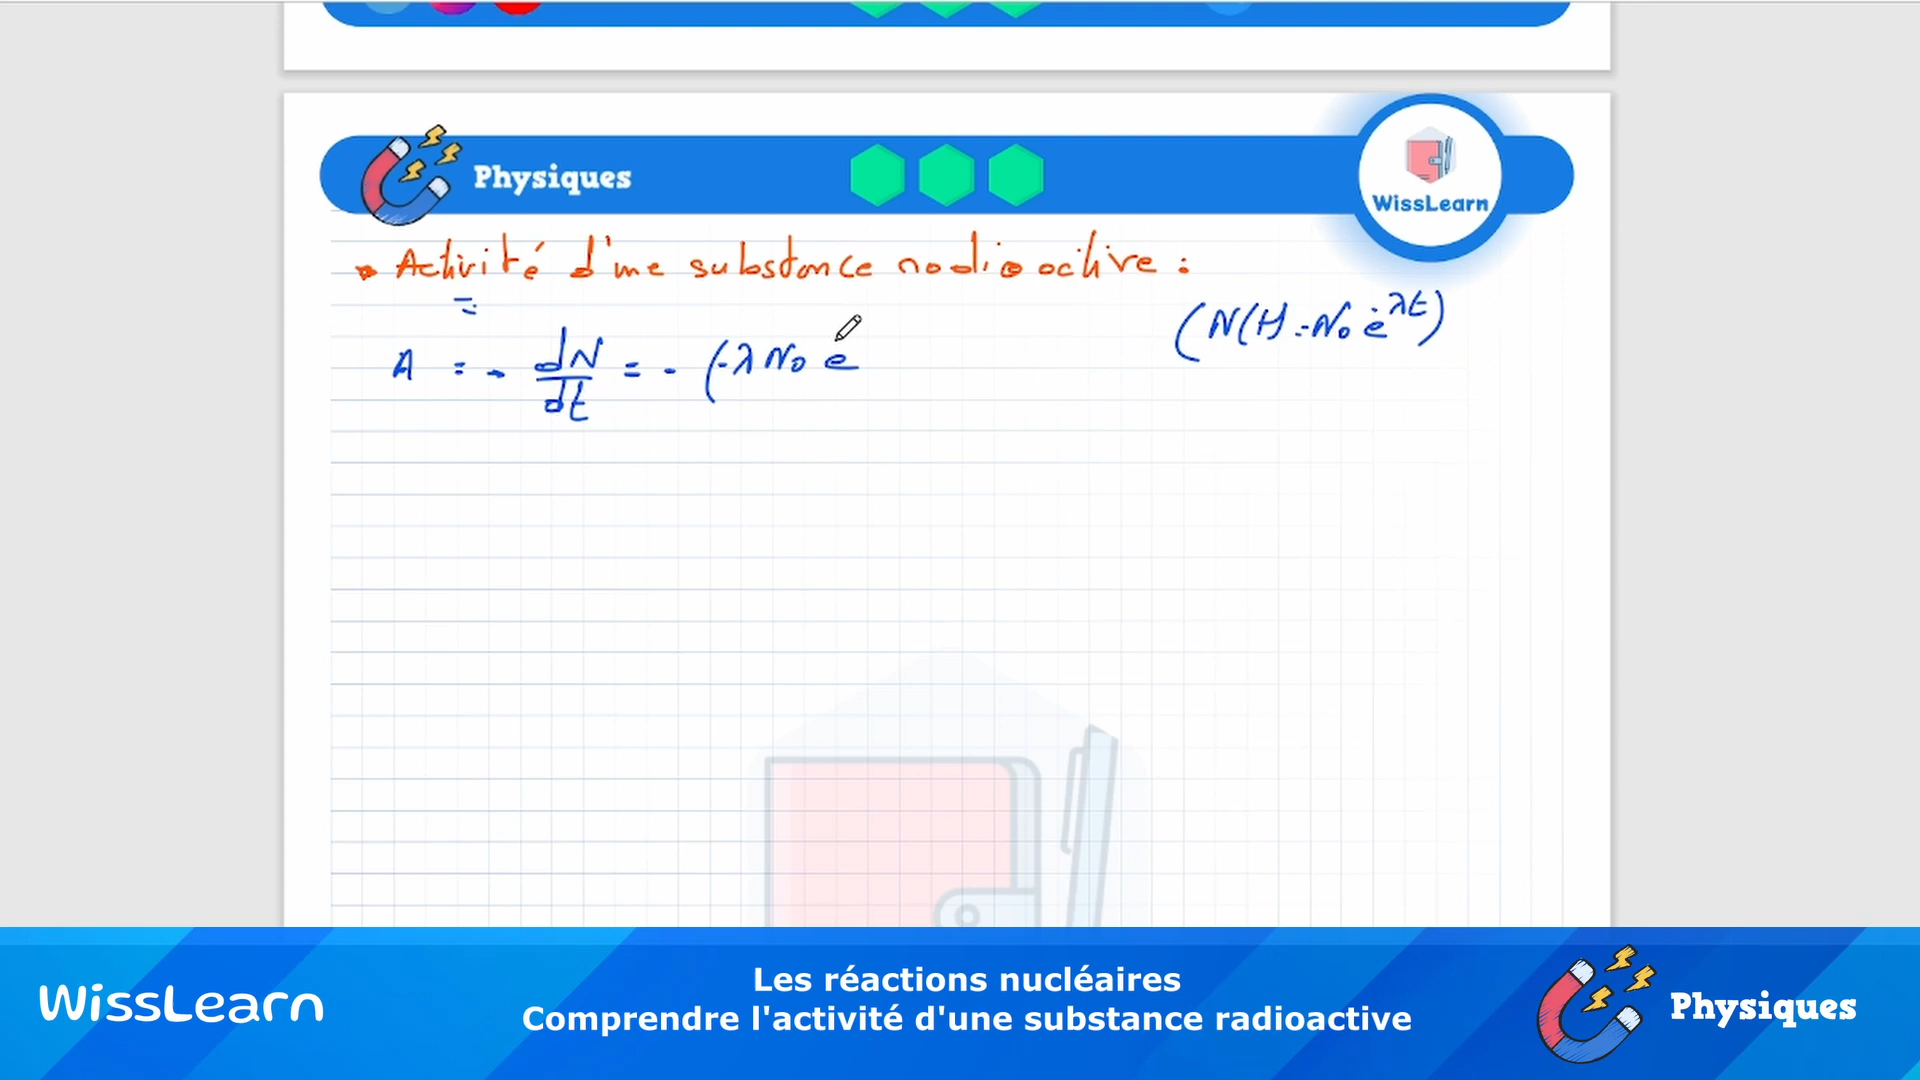 Physiques
WissLearn
Activité d'une substance radioactive :
(N(t) = N₀ e^-λt)
A = - dN/dt = - (-λ N₀ e
WissLearn
Les réactions nucléaires
Comprendre l'activité d'une substance radioactive
Physiques